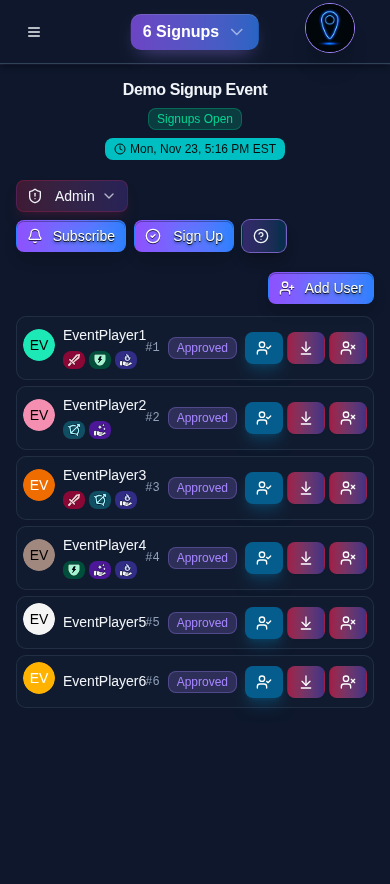 6 Signups
Demo Signup Event
Signups Open
Mon, Nov 23, 5:16 PM EST
Admin
Subscribe Sign Up
Add User
EV EventPlayer1 #1 Approved
EV EventPlayer2 #2 Approved
EV EventPlayer3 #3 Approved
EV EventPlayer4 #4 Approved
EV EventPlayer5 #5 Approved
EV EventPlayer6 #6 Approved